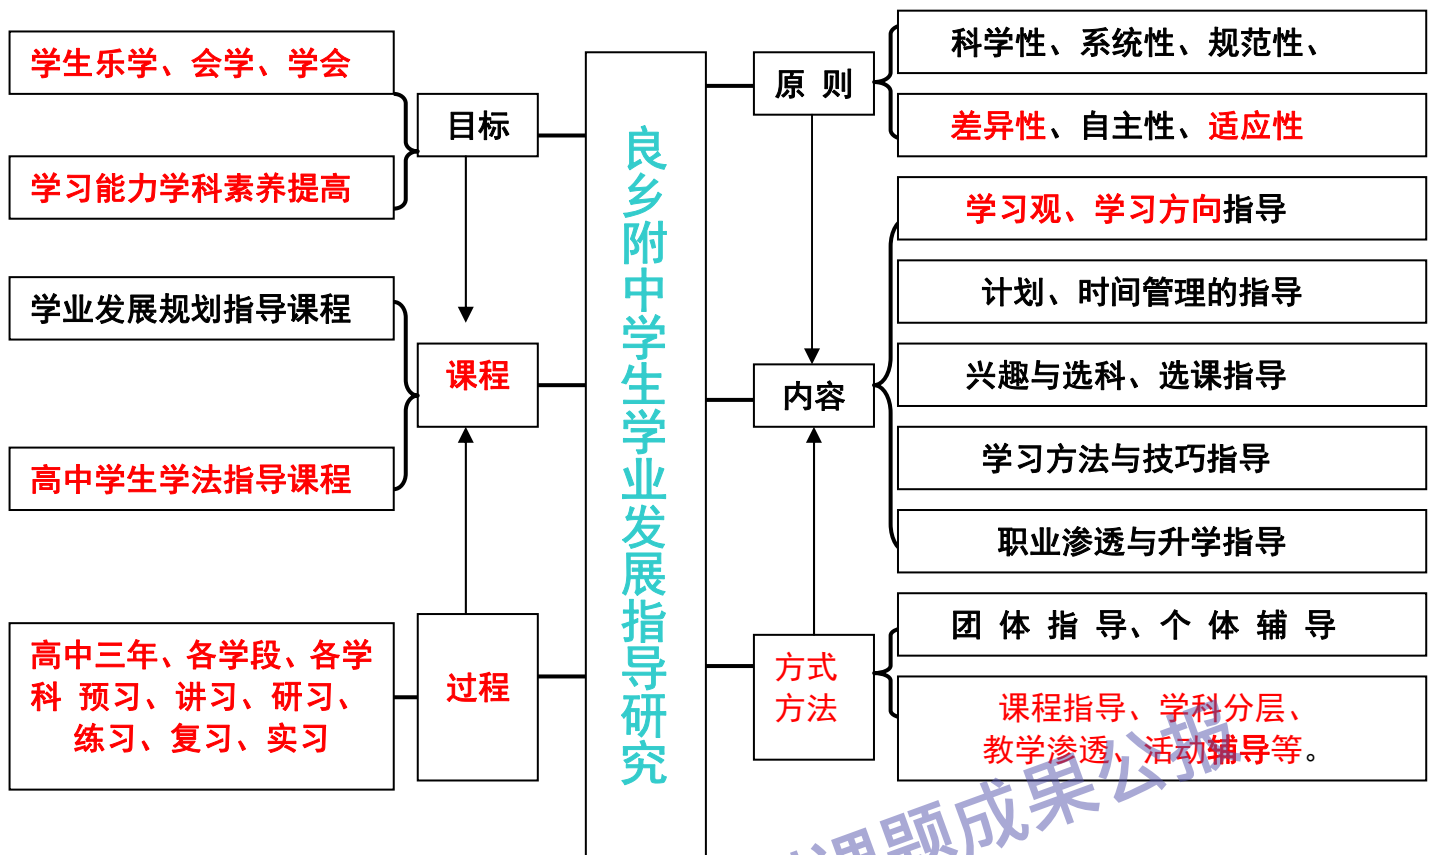 学生乐学、会学、学会
目标
学习能力学科素养提高
学业发展规划指导课程
课程
高中学生学法指导课程
高中三年、各学段、各学
科 预习、讲习、研习、
练习、复习、实习
过程
良乡附中学生学业发展指导研究
原 则
科学性、系统性、规范性、
差异性、自主性、适应性
内容
学习观、学习方向指导
计划、时间管理的指导
兴趣与选科、选课指导
学习方法与技巧指导
职业渗透与升学指导
方式
方法
团 体 指 导、个 体 辅 导
课程指导、学科分层、
教学渗透、活动辅导等。
课题成果公报